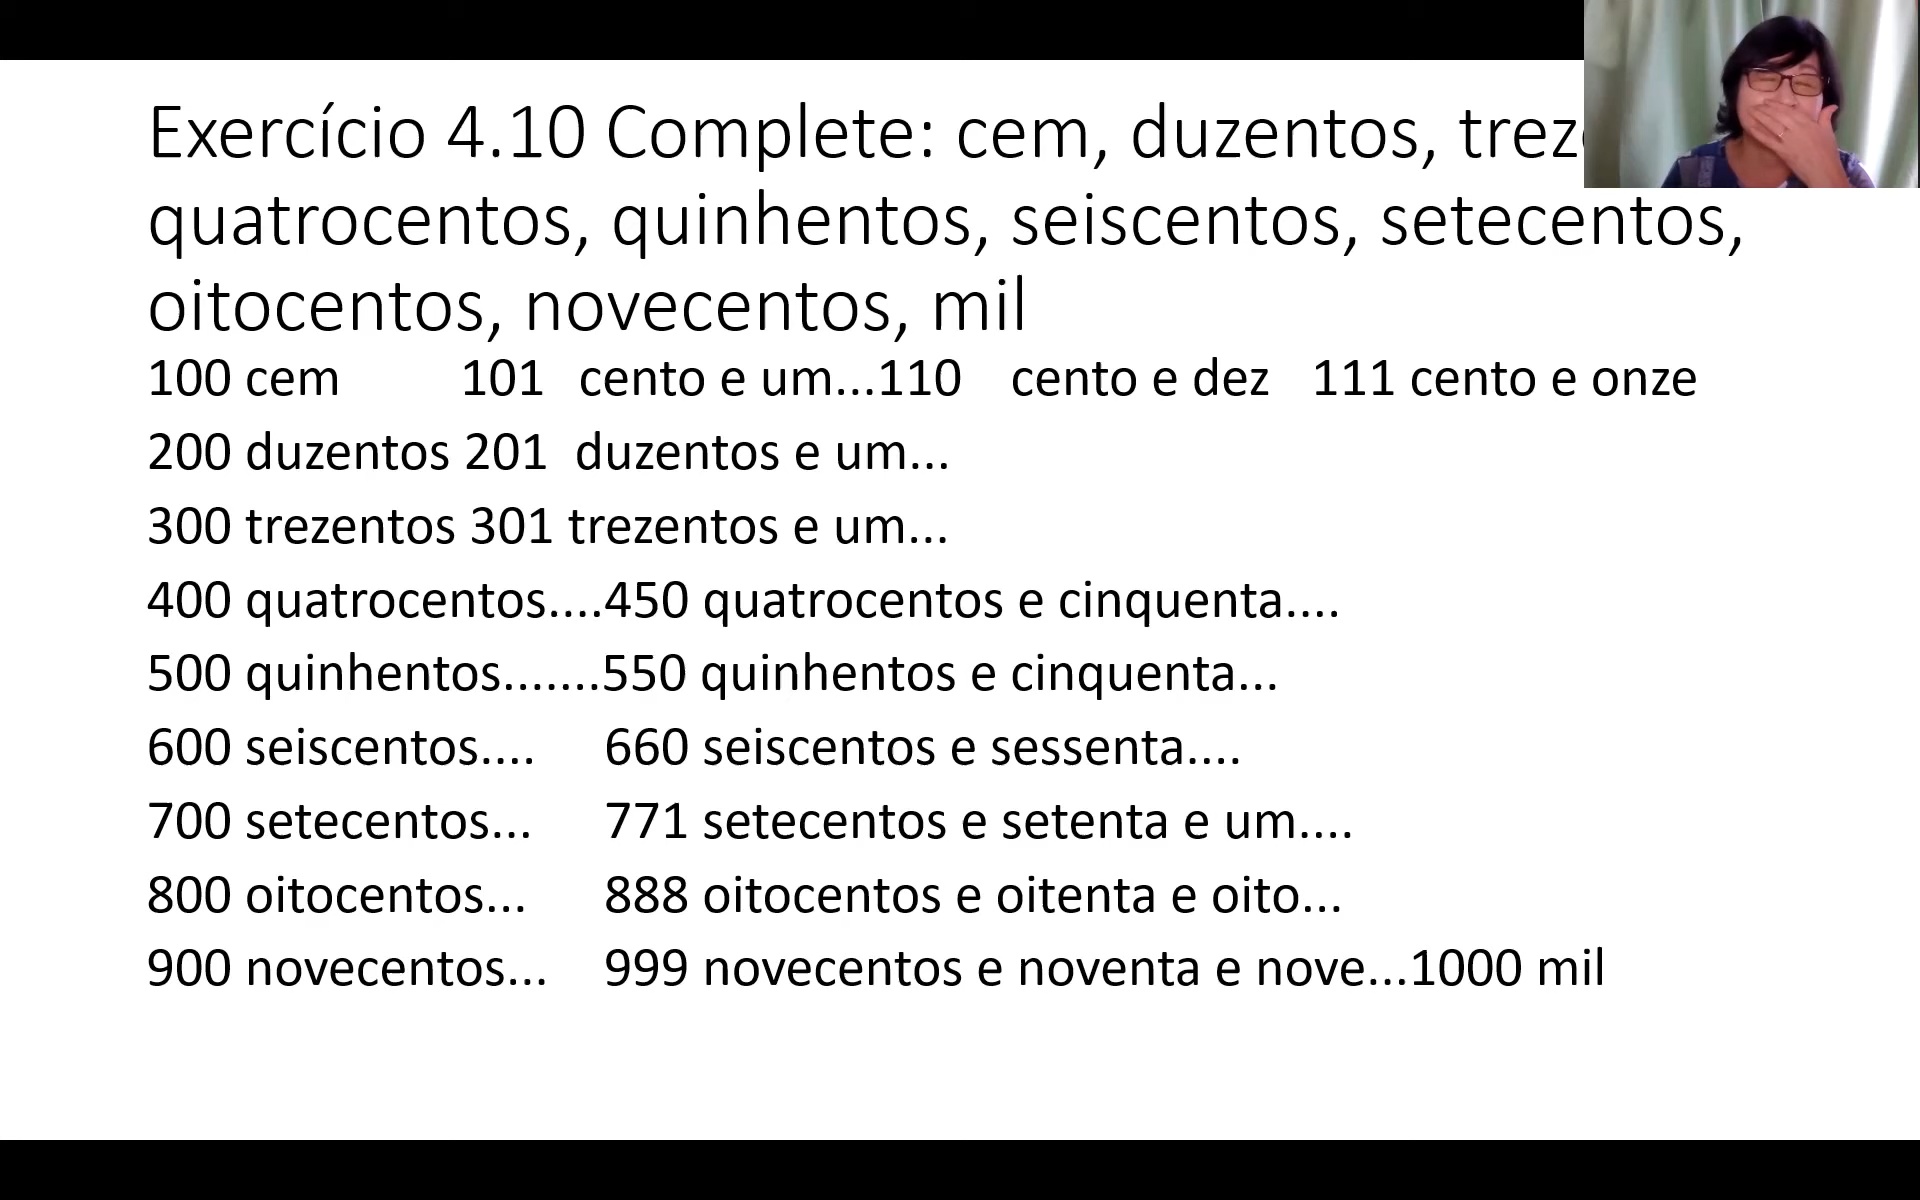 Exercício 4.10 Complete: cem, duzentos,
quatrocentos, quinhentos, seiscentos, setecentos,
oitocentos, novecentos, mil
100 cem 101 cento e um...110 cento e dez 111 cento e onze
200 duzentos 201 duzentos e um...
300 trezentos 301 trezentos e um...
400 quatrocentos....450 quatrocentos e cinquenta....
500 quinhentos.......550 quinhentos e cinquenta...
600 seiscentos.... 660 seiscentos e sessenta....
700 setecentos... 771 setecentos e setenta e um....
800 oitocentos... 888 oitocentos e oitenta e oito...
900 novecentos... 999 novecentos e noventa e nove...1000 mil